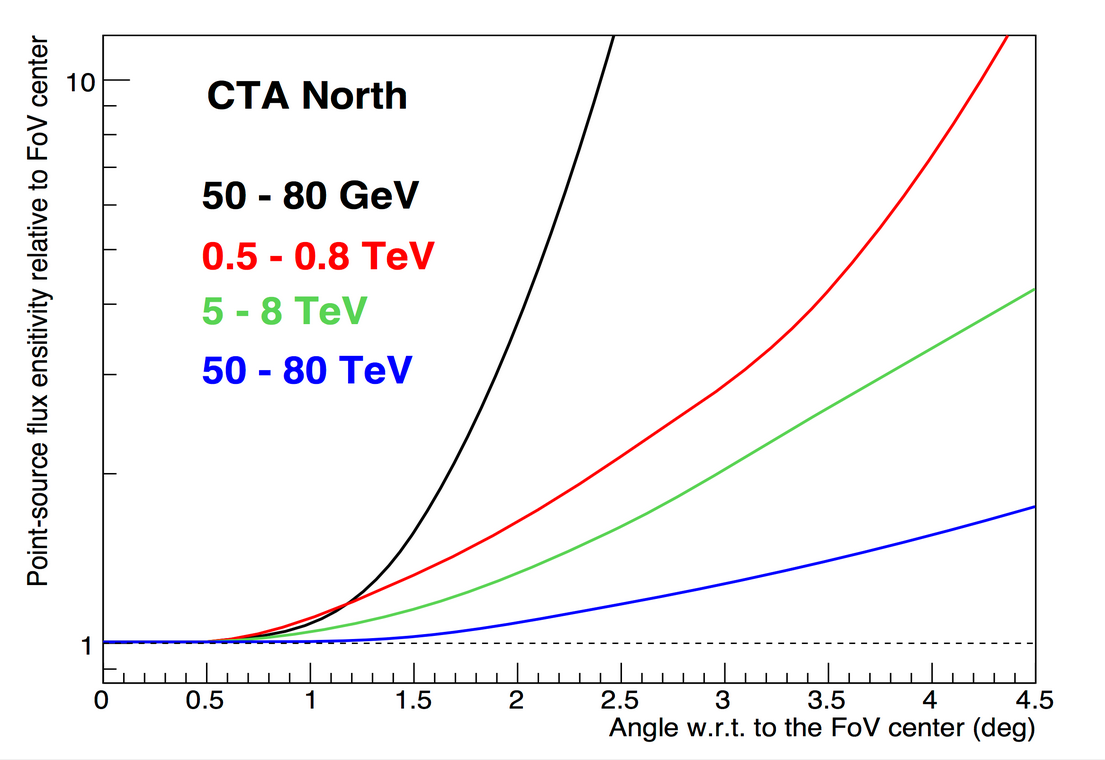 Point-source flux ensitivity relative to FoV center
10
1
CTA North
50 - 80 GeV
0.5 - 0.8 TeV
5 - 8 TeV
50 - 80 TeV
0 0.5 1 1.5 2 2.5 3 3.5 4 4.5
Angle w.r.t. to the FoV center (deg)